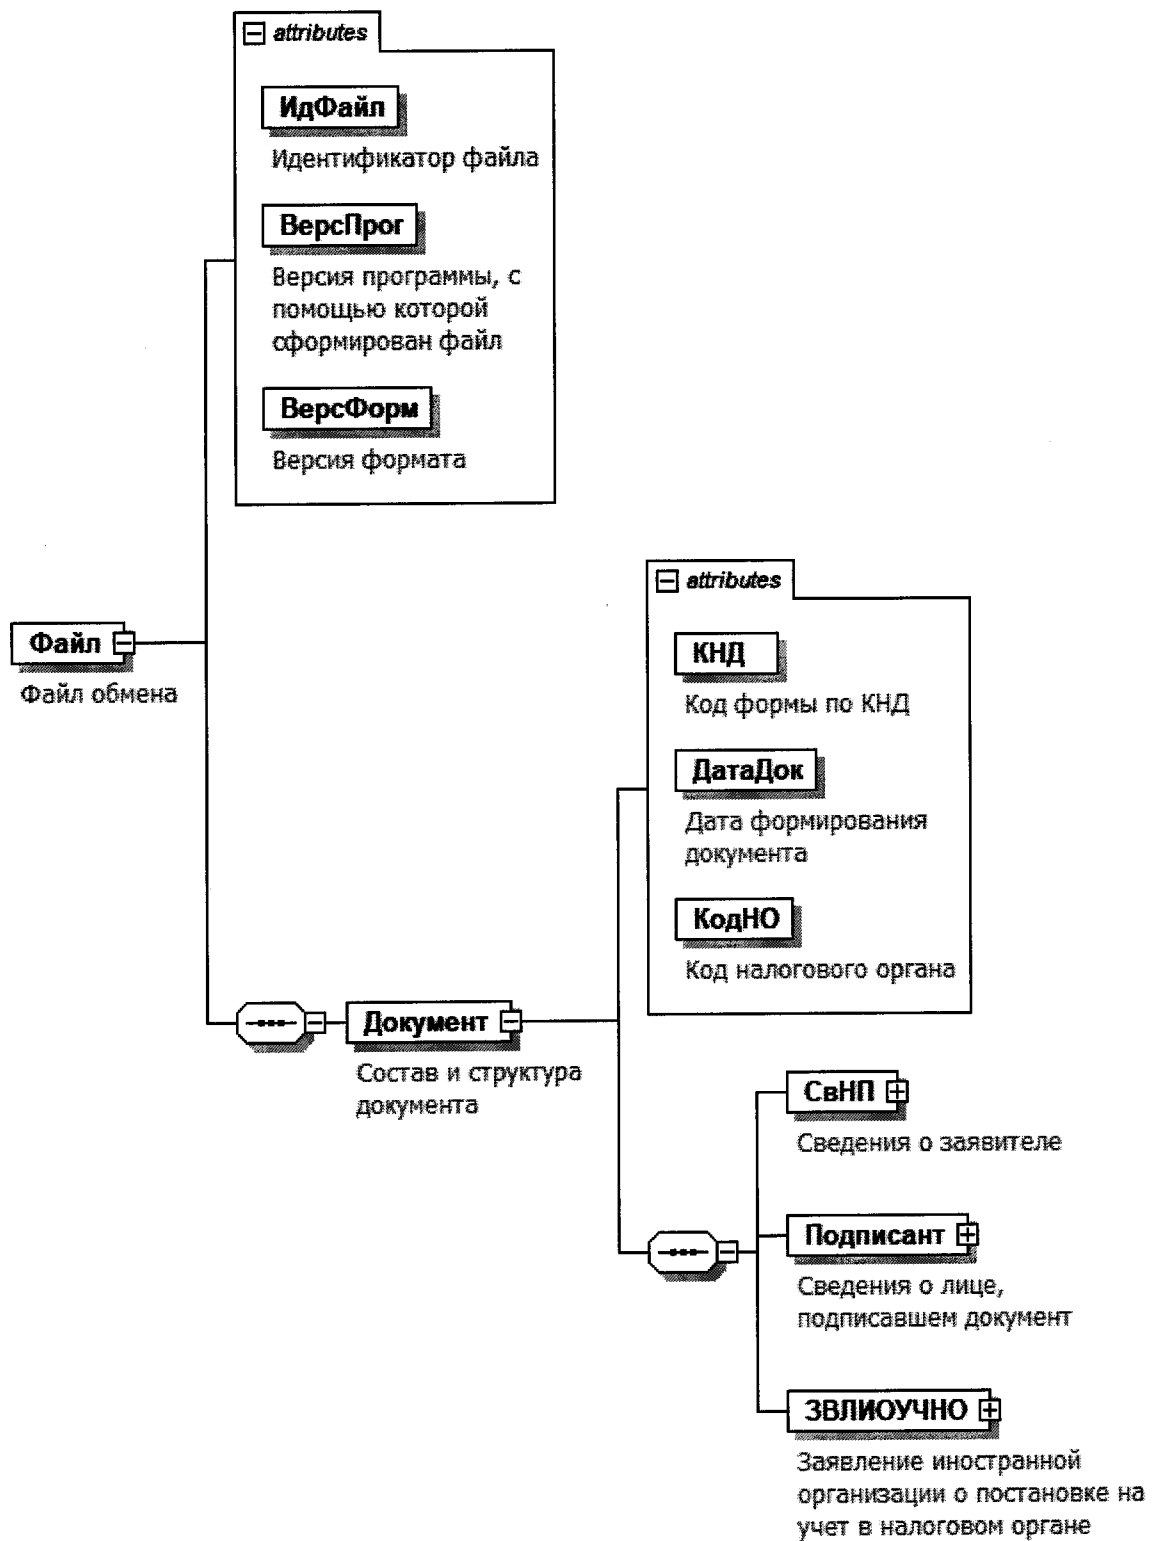 attributes
ИдФайл
Идентификатор файла
ВерсПрог
Версия программы, с
помощью которой
сформирован файл
ВерсФорм
Версия формата
Файл
Файл обмена
attributes
КНД
Код формы по КНД
ДатаДок
Дата формирования
документа
КодНО
Код налогового органа
Документ
Состав и структура
документа
СвНП
Сведения о заявителе
Подписант
Сведения о лице,
подписавшем документ
ЗВЛИОУЧНО
Заявление иностранной
организации о постановке на
учет в налоговом органе